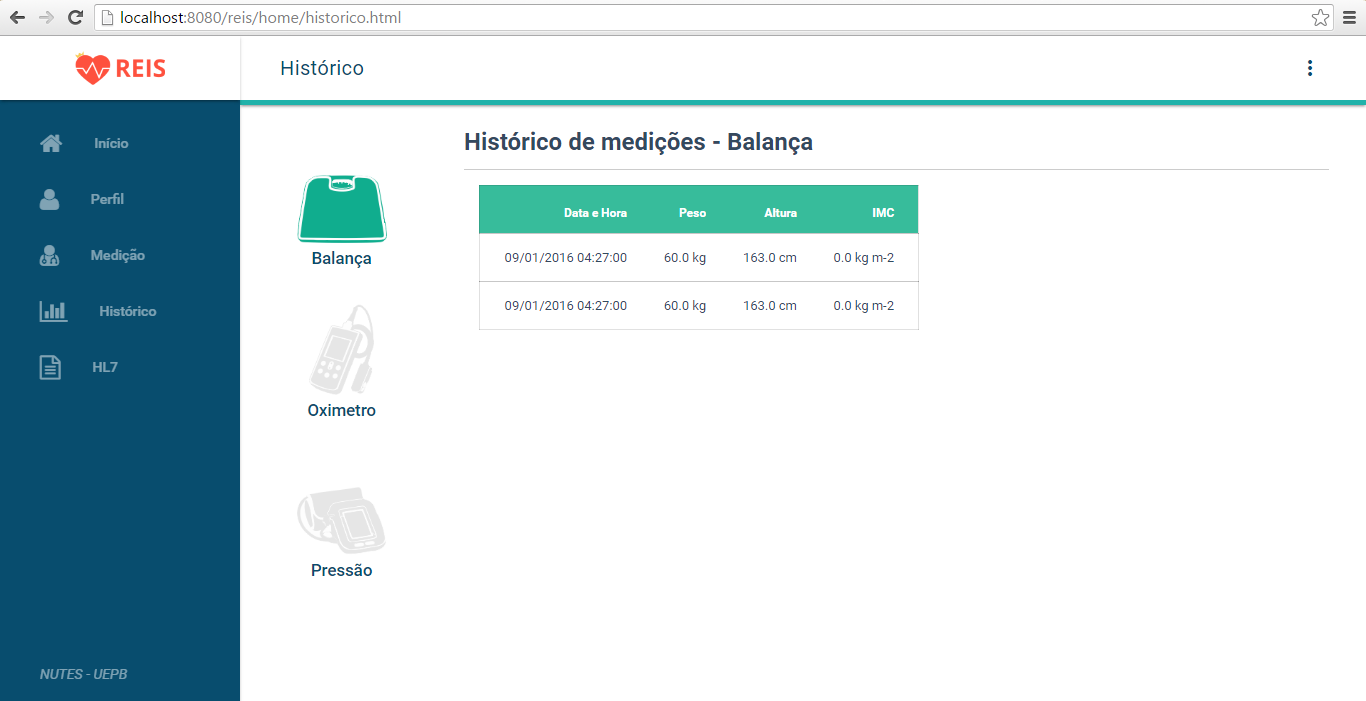 localhost:8080/reis/home/historico.html
REIS
Histórico
Início
Perfil
Medição
Histórico
HL7
NUTES - UEPB
Balança
Oximetro
Pressão
Histórico de medições - Balança
Data e Hora Peso Altura IMC
09/01/2016 04:27:00 60.0 kg 163.0 cm 0.0 kg m-2
09/01/2016 04:27:00 60.0 kg 163.0 cm 0.0 kg m-2